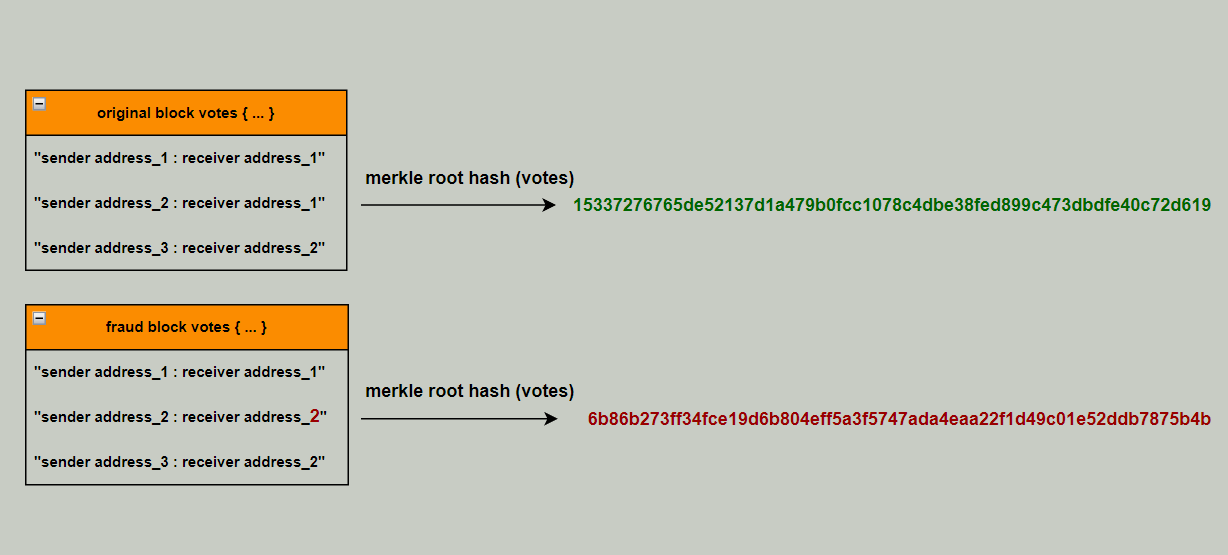 original block votes { ... }
"sender address_1 : receiver address_1"
"sender address_2 : receiver address_1"
"sender address_3 : receiver address_2"
merkle root hash (votes)
15337276765de52137d1a479b0fcc1078c4dbe38fed899c473dbdfe40c72d619
fraud block votes { ... }
"sender address_1 : receiver address_1"
"sender address_2 : receiver address_2"
"sender address_3 : receiver address_2"
merkle root hash (votes)
6b86b273ff34fce19d6b804eff5a3f5747ada4eaa22f1d49c01e52ddb7875b4b